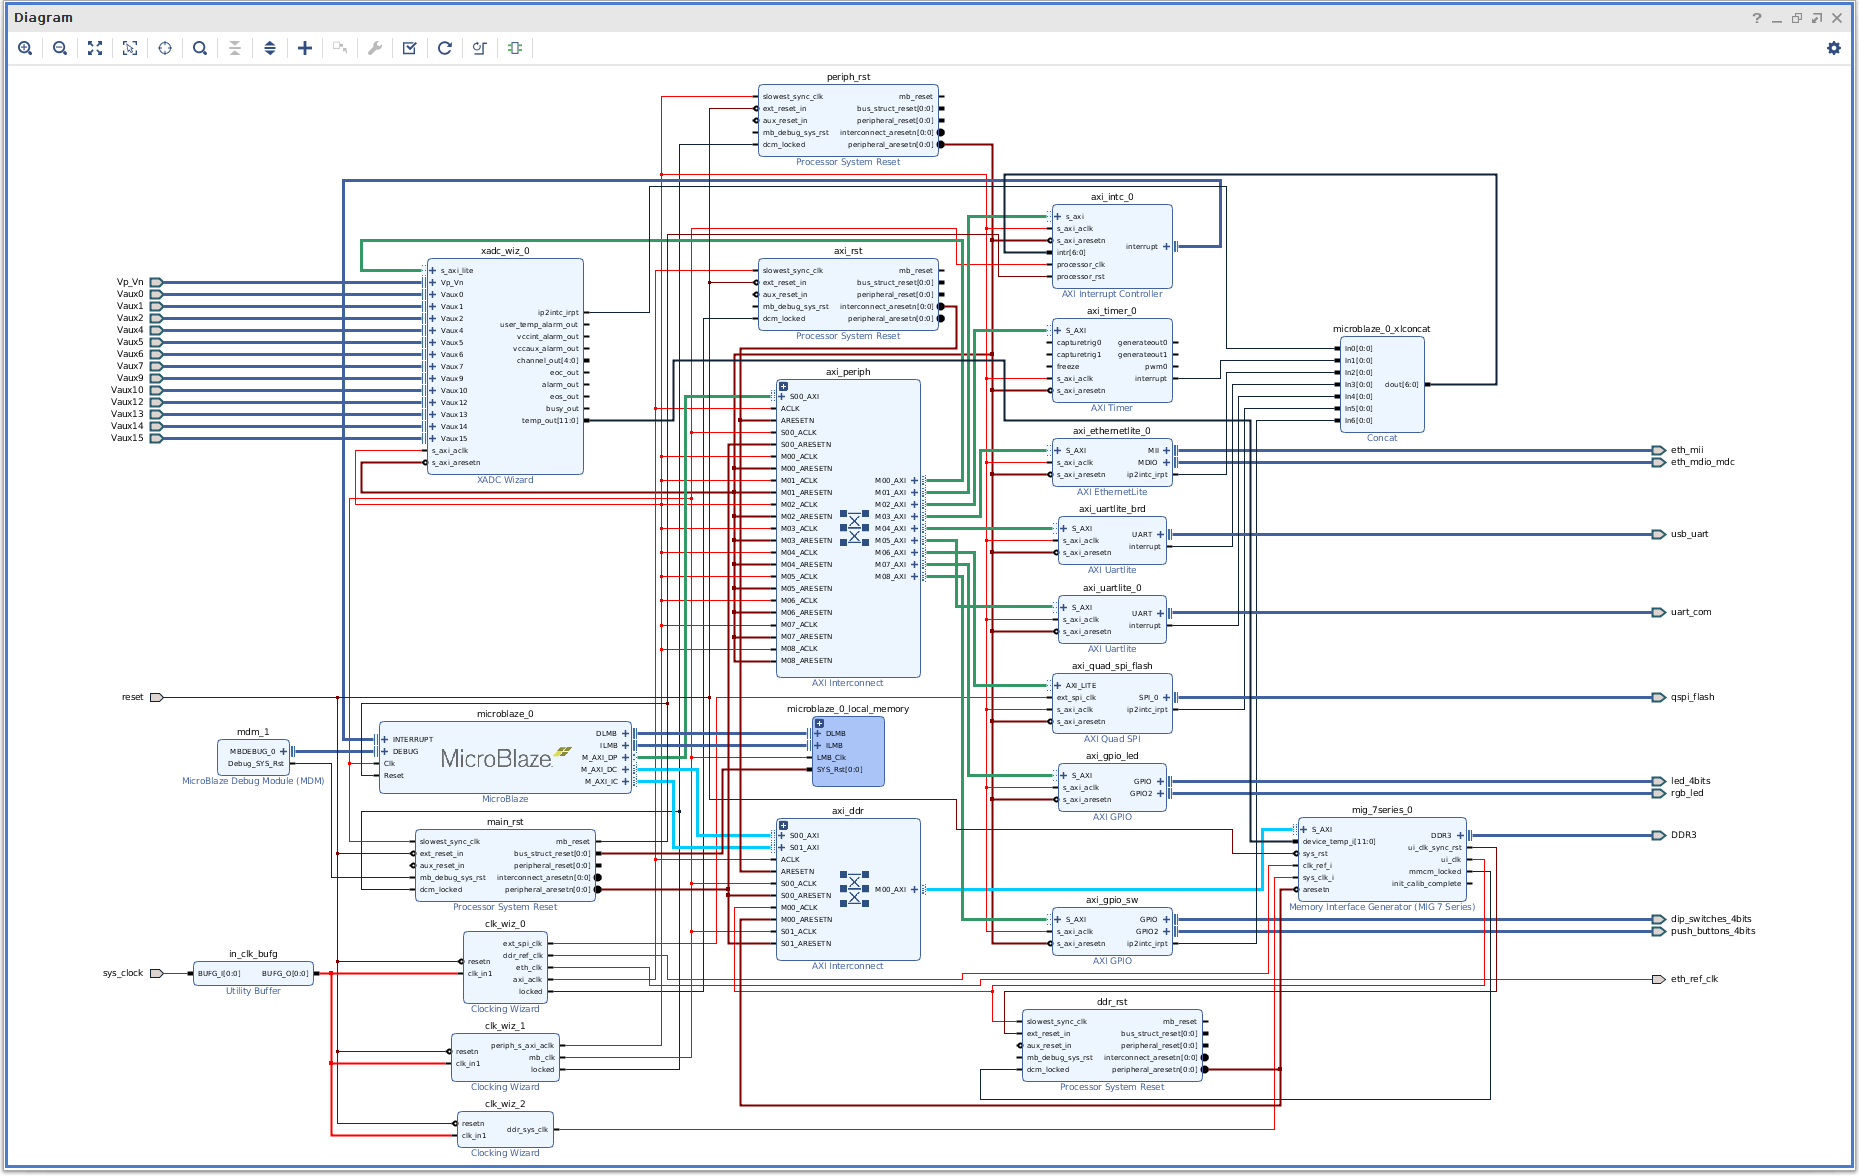 Diagram
periph_rst
slowest_sync_clk mb_reset
ext_reset_in bus_struct_reset[0:0]
aux_reset_in peripheral_reset[0:0]
mb_debug_sys_rst interconnect_aresetn[0:0]
dcm_locked peripheral_aresetn[0:0]
Processor System Reset
axi_intc_0
s_axi
s_axi_aclk
s_axi_aresetn interrupt
intr[6:0]
processor_clk
processor_rst
AXI Interrupt Controller
xadc_wiz_0
s_axi_lite
Vp_Vn Vp_Vn
Vaux0 Vaux0
Vaux1 Vaux1
Vaux2 Vaux2
Vaux4 Vaux4
Vaux5 Vaux5
Vaux6 Vaux6
Vaux7 Vaux7
Vaux9 Vaux9
Vaux10 Vaux10
Vaux12 Vaux12
Vaux13 Vaux13
Vaux14 Vaux14
Vaux15 Vaux15
s_axi_aclk
s_axi_aresetn
ip2intc_irpt
user_temp_alarm_out
vccint_alarm_out
vccaux_alarm_out
channel_out[4:0]
eoc_out
alarm_out
eos_out
busy_out
temp_out[11:0]
XADC Wizard
axi_rst
slowest_sync_clk mb_reset
ext_reset_in bus_struct_reset[0:0]
aux_reset_in peripheral_reset[0:0]
mb_debug_sys_rst interconnect_aresetn[0:0]
dcm_locked peripheral_aresetn[0:0]
Processor System Reset
axi_timer_0
S_AXI
capturetrig0 generateout0
capturetrig1 generateout1
freeze pwm0
s_axi_aclk interrupt
s_axi_aresetn
AXI Timer
microblaze_0_xlconcat
In0[0:0]
In1[0:0]
In2[0:0]
In3[0:0] dout[6:0]
In4[0:0]
In5[0:0]
In6[0:0]
Concat
axi_periph
S00_AXI
ACLK
ARESETN
S00_ACLK
S00_ARESETN
M00_ACLK
M00_ARESETN
M01_ACLK M00_AXI
M01_ARESETN M01_AXI
M02_ACLK M02_AXI
M02_ARESETN M03_AXI
M03_ACLK M04_AXI
M03_ARESETN M05_AXI
M04_ACLK M06_AXI
M04_ARESETN M07_AXI
M05_ACLK M08_AXI
M05_ARESETN
M06_ACLK
M06_ARESETN
M07_ACLK
M07_ARESETN
M08_ACLK
M08_ARESETN
AXI Interconnect
axi_ethernetlite_0
S_AXI MII eth_mii
s_axi_aclk MDIO eth_mdio_mdc
s_axi_aresetn ip2intc_irpt
AXI EthernetLite
axi_uartlite_brd
S_AXI
s_axi_aclk UART usb_uart
s_axi_aresetn interrupt
AXI Uartlite
axi_uartlite_0
S_AXI
s_axi_aclk UART uart_com
s_axi_aresetn interrupt
AXI Uartlite
axi_quad_spi_flash
AXI_LITE
ext_spi_clk SPI_0 qspi_flash
s_axi_aclk ip2intc_irpt
s_axi_aresetn
AXI Quad SPI
reset
mdm_1
MBDEBUG_0
Debug_SYS_Rst
MicroBlaze Debug Module (MDM)
microblaze_0
INTERRUPT
DEBUG
Clk
Reset
MicroBlaze
DLMB
ILMB
M_AXI_DP
M_AXI_DC
M_AXI_IC
MicroBlaze
microblaze_0_local_memory
DLMB
ILMB
LMB_Clk
SYS_Rst[0:0]
axi_gpio_led
S_AXI GPIO led_4bits
s_axi_aclk GPIO2 rgb_led
s_axi_aresetn
AXI GPIO
main_rst
slowest_sync_clk mb_reset
ext_reset_in bus_struct_reset[0:0]
aux_reset_in peripheral_reset[0:0]
mb_debug_sys_rst interconnect_aresetn[0:0]
dcm_locked peripheral_aresetn[0:0]
Processor System Reset
axi_ddr
S00_AXI
S01_AXI
ACLK
ARESETN
S00_ACLK M00_AXI
S00_ARESETN
M00_ACLK
M00_ARESETN
S01_ACLK
S01_ARESETN
AXI Interconnect
mig_7series_0
S_AXI DDR3 DDR3
device_temp_i[11:0] ui_clk_sync_rst
sys_rst ui_clk
clk_ref_i mmcm_locked
sys_clk_i init_calib_complete
aresetn
Memory Interface Generator (MIG 7 Series)
axi_gpio_sw
S_AXI GPIO dip_switches_4bits
s_axi_aclk GPIO2 push_buttons_4bits
s_axi_aresetn ip2intc_irpt
AXI GPIO
sys_clock
in_clk_bufg
BUFG_I[0:0] BUFG_O[0:0]
Utility Buffer
clk_wiz_0
resetn
clk_in1
ext_spi_clk
ddr_ref_clk
eth_clk
axi_aclk
locked
Clocking Wizard
eth_ref_clk
clk_wiz_1
resetn
clk_in1
periph_s_axi_aclk
mb_clk
locked
Clocking Wizard
ddr_rst
slowest_sync_clk mb_reset
ext_reset_in bus_struct_reset[0:0]
aux_reset_in peripheral_reset[0:0]
mb_debug_sys_rst interconnect_aresetn[0:0]
dcm_locked peripheral_aresetn[0:0]
Processor System Reset
clk_wiz_2
resetn
clk_in1
ddr_sys_clk
Clocking Wizard